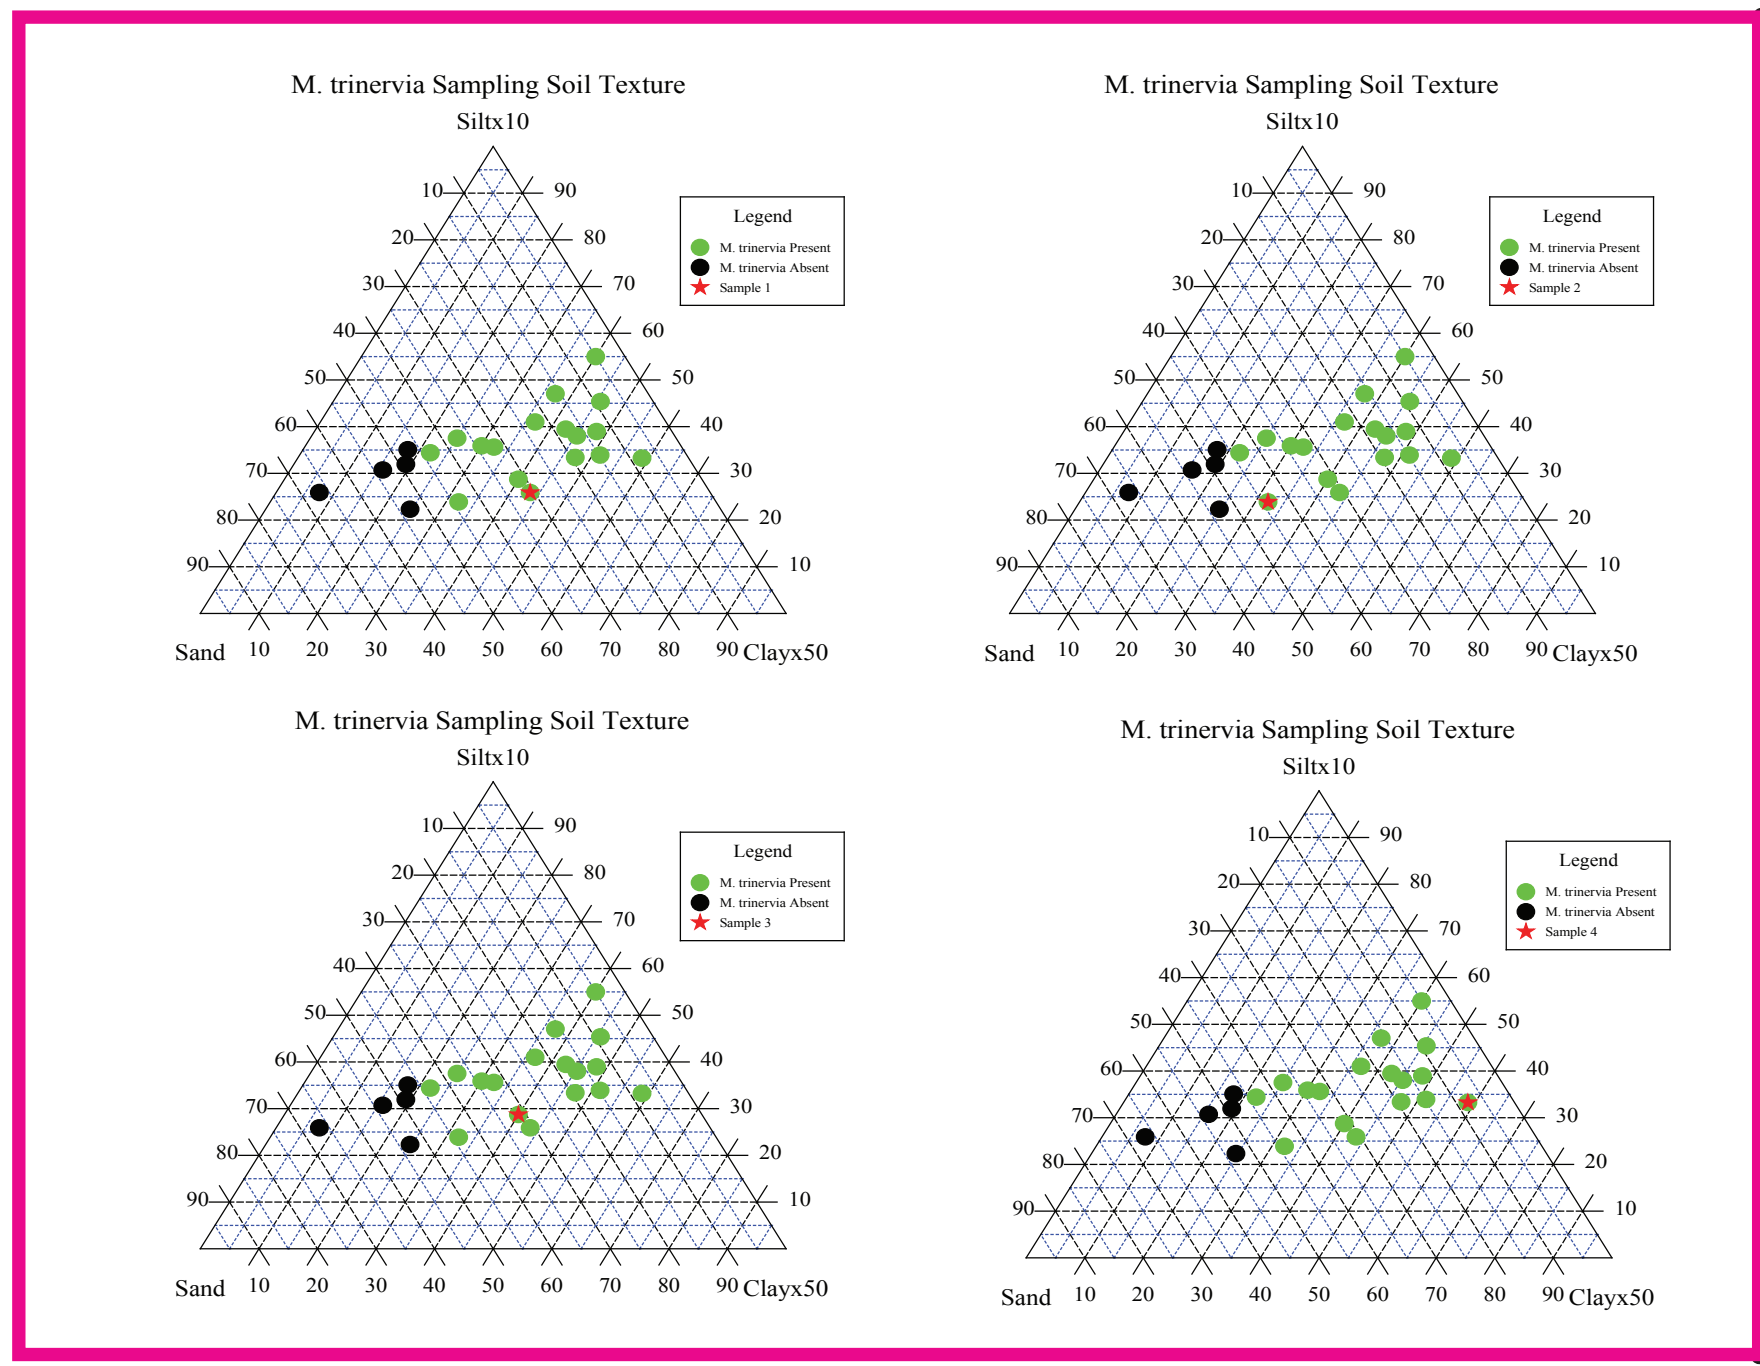 M. trinervia Sampling Soil Texture
Siltx10
10 90
20 80
30 70
40 60
50 50
60 40
70 30
80 20
90 10
Sand 10 20 30 40 50 60 70 80 90 Clayx50
Legend
M. trinervia Present
M. trinervia Absent
Sample 1
M. trinervia Sampling Soil Texture
Siltx10
10 90
20 80
30 70
40 60
50 50
60 40
70 30
80 20
90 10
Sand 10 20 30 40 50 60 70 80 90 Clayx50
Legend
M. trinervia Present
M. trinervia Absent
Sample 2
M. trinervia Sampling Soil Texture
Siltx10
10 90
20 80
30 70
40 60
50 50
60 40
70 30
80 20
90 10
Sand 10 20 30 40 50 60 70 80 90 Clayx50
Legend
M. trinervia Present
M. trinervia Absent
Sample 3
M. trinervia Sampling Soil Texture
Siltx10
10 90
20 80
30 70
40 60
50 50
60 40
70 30
80 20
90 10
Sand 10 20 30 40 50 60 70 80 90 Clayx50
Legend
M. trinervia Present
M. trinervia Absent
Sample 4